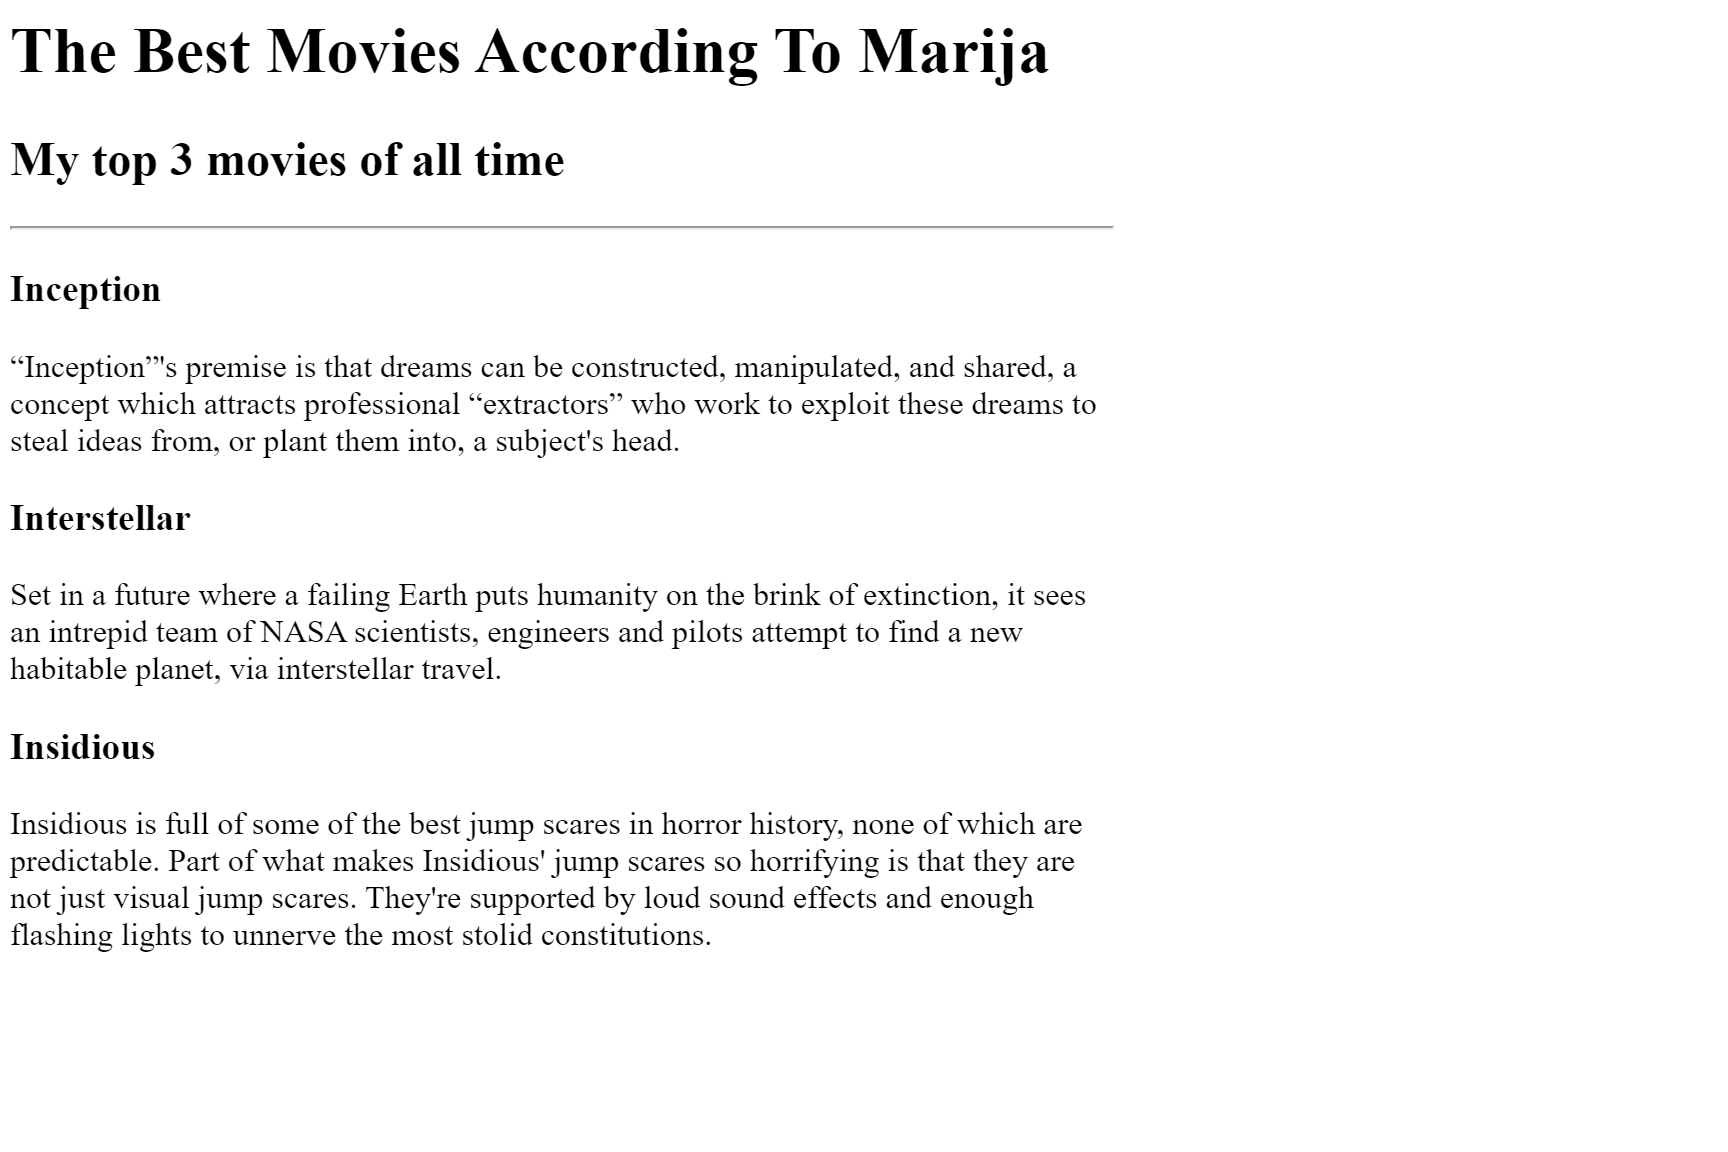 The Best Movies According To Marija
My top 3 movies of all time
Inception
“Inception”'s premise is that dreams can be constructed, manipulated, and shared, a
concept which attracts professional “extractors” who work to exploit these dreams to
steal ideas from, or plant them into, a subject's head.
Interstellar
Set in a future where a failing Earth puts humanity on the brink of extinction, it sees
an intrepid team of NASA scientists, engineers and pilots attempt to find a new
habitable planet, via interstellar travel.
Insidious
Insidious is full of some of the best jump scares in horror history, none of which are
predictable. Part of what makes Insidious' jump scares so horrifying is that they are
not just visual jump scares. They're supported by loud sound effects and enough
flashing lights to unnerve the most stolid constitutions.